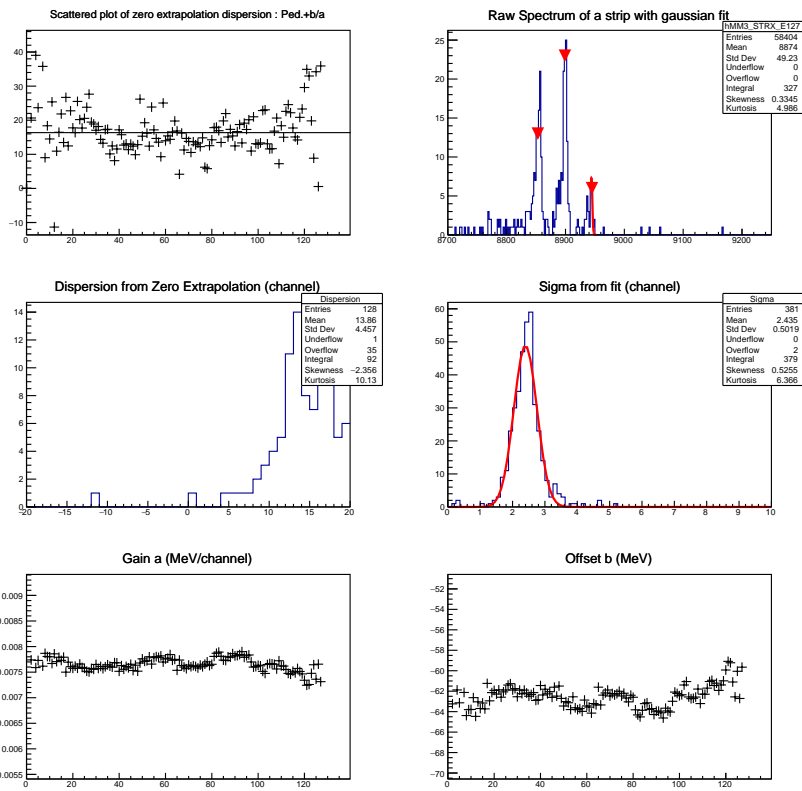 Scattered plot of zero extrapolation dispersion : Ped.+b/a
40
30
20
10
0
−10
0 20 40 60 80 100 120
Raw Spectrum of a strip with gaussian fit
hMM3_STRX_E127
Entries 58404
Mean 8874
Std Dev 49.23
Underflow 0
Overflow 0
Integral 327
Skewness 0.3345
Kurtosis 4.986
25
20
15
10
5
0
8700 8800 8900 9000 9100 9200
Dispersion from Zero Extrapolation (channel)
Dispersion
Entries 128
Mean 13.86
Std Dev 4.457
Underflow 1
Overflow 35
Integral 92
Skewness −2.356
Kurtosis 10.13
14
12
10
8
6
4
2
0
−20 −15 −10 −5 0 5 10 15 20
Sigma from fit (channel)
Sigma
Entries 381
Mean 2.435
Std Dev 0.5019
Underflow 0
Overflow 2
Integral 379
Skewness 0.5255
Kurtosis 6.366
60
50
40
30
20
10
0
0 1 2 3 4 5 6 7 8 9 10
Gain a (MeV/channel)
0.009
0.0085
0.008
0.0075
0.007
0.0065
0.006
0.0055
0 20 40 60 80 100 120
Offset b (MeV)
−52
−54
−56
−58
−60
−62
−64
−66
−68
−70
0 20 40 60 80 100 120